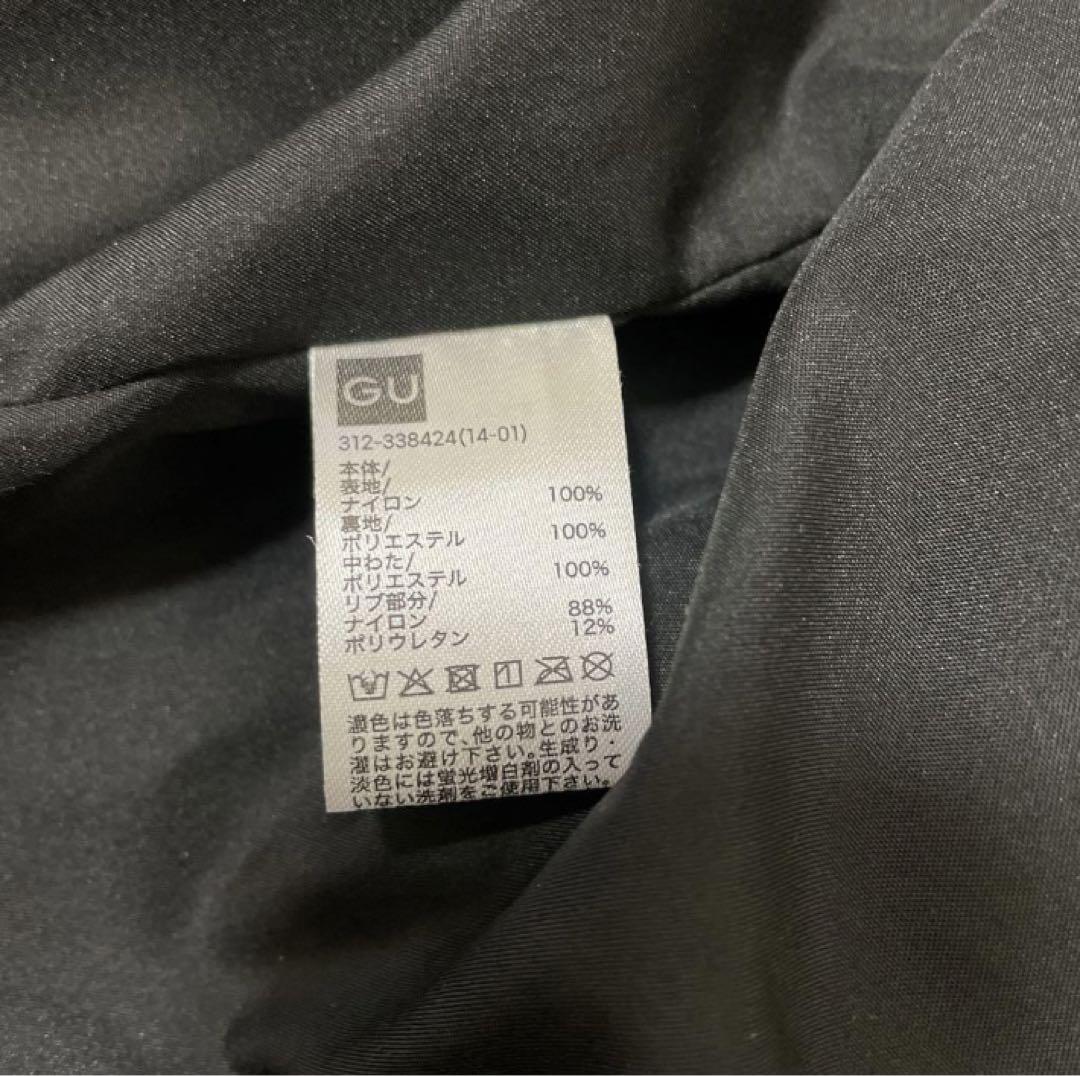 GU
312-338424(14-01)
本体/
表地/
ナイロン 100%
裏地/
ポリエステル 100%
中わた/
ポリエステル 100%
リブ部分/
ナイロン 88%
ポリウレタン 12%
濃色は色落ちする可能性があ
りますので、他の物とのお洗
濯はお避け下さい。生成り・
淡色には蛍光増白剤の入って
いない洗剤をご使用下さい。